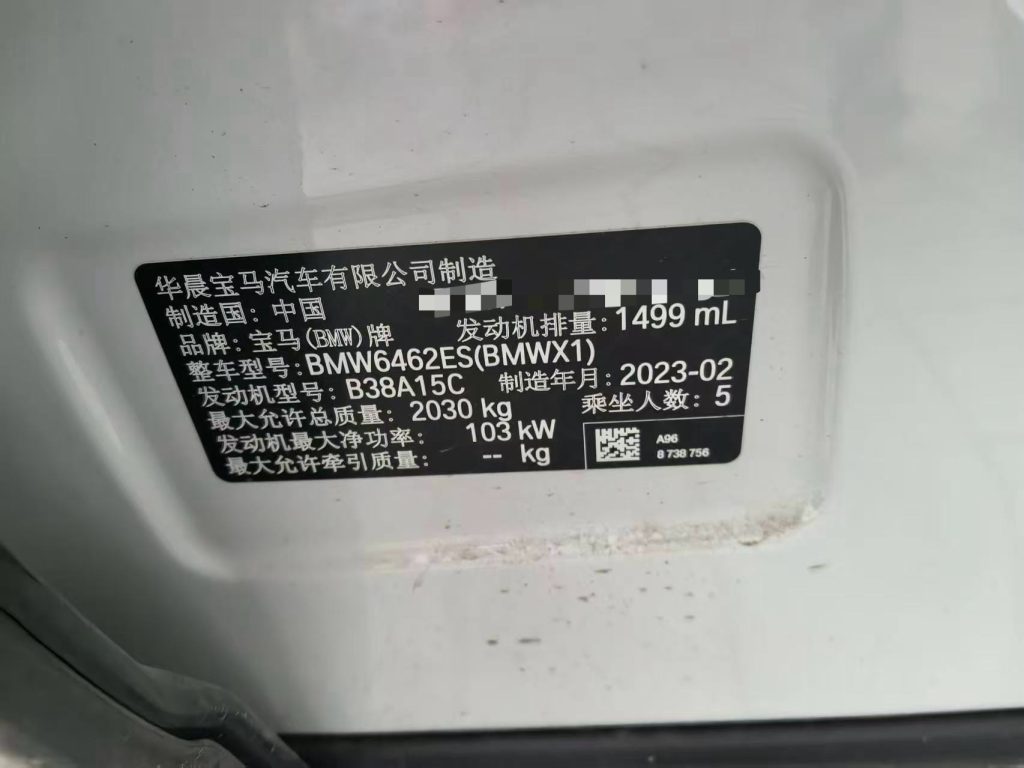 华晨宝马汽车有限公司制造
制造国：中国
品牌：宝马(BMW)牌 发动机排量：1499 mL
整车型号：BMW6462ES(BMWX1)
发动机型号：B38A15C 制造年月：2023-02
最大允许总质量：2030 kg 乘坐人数：5
发动机最大净功率：103 kW
最大允许牵引质量：-- kg
A96
8 738 756